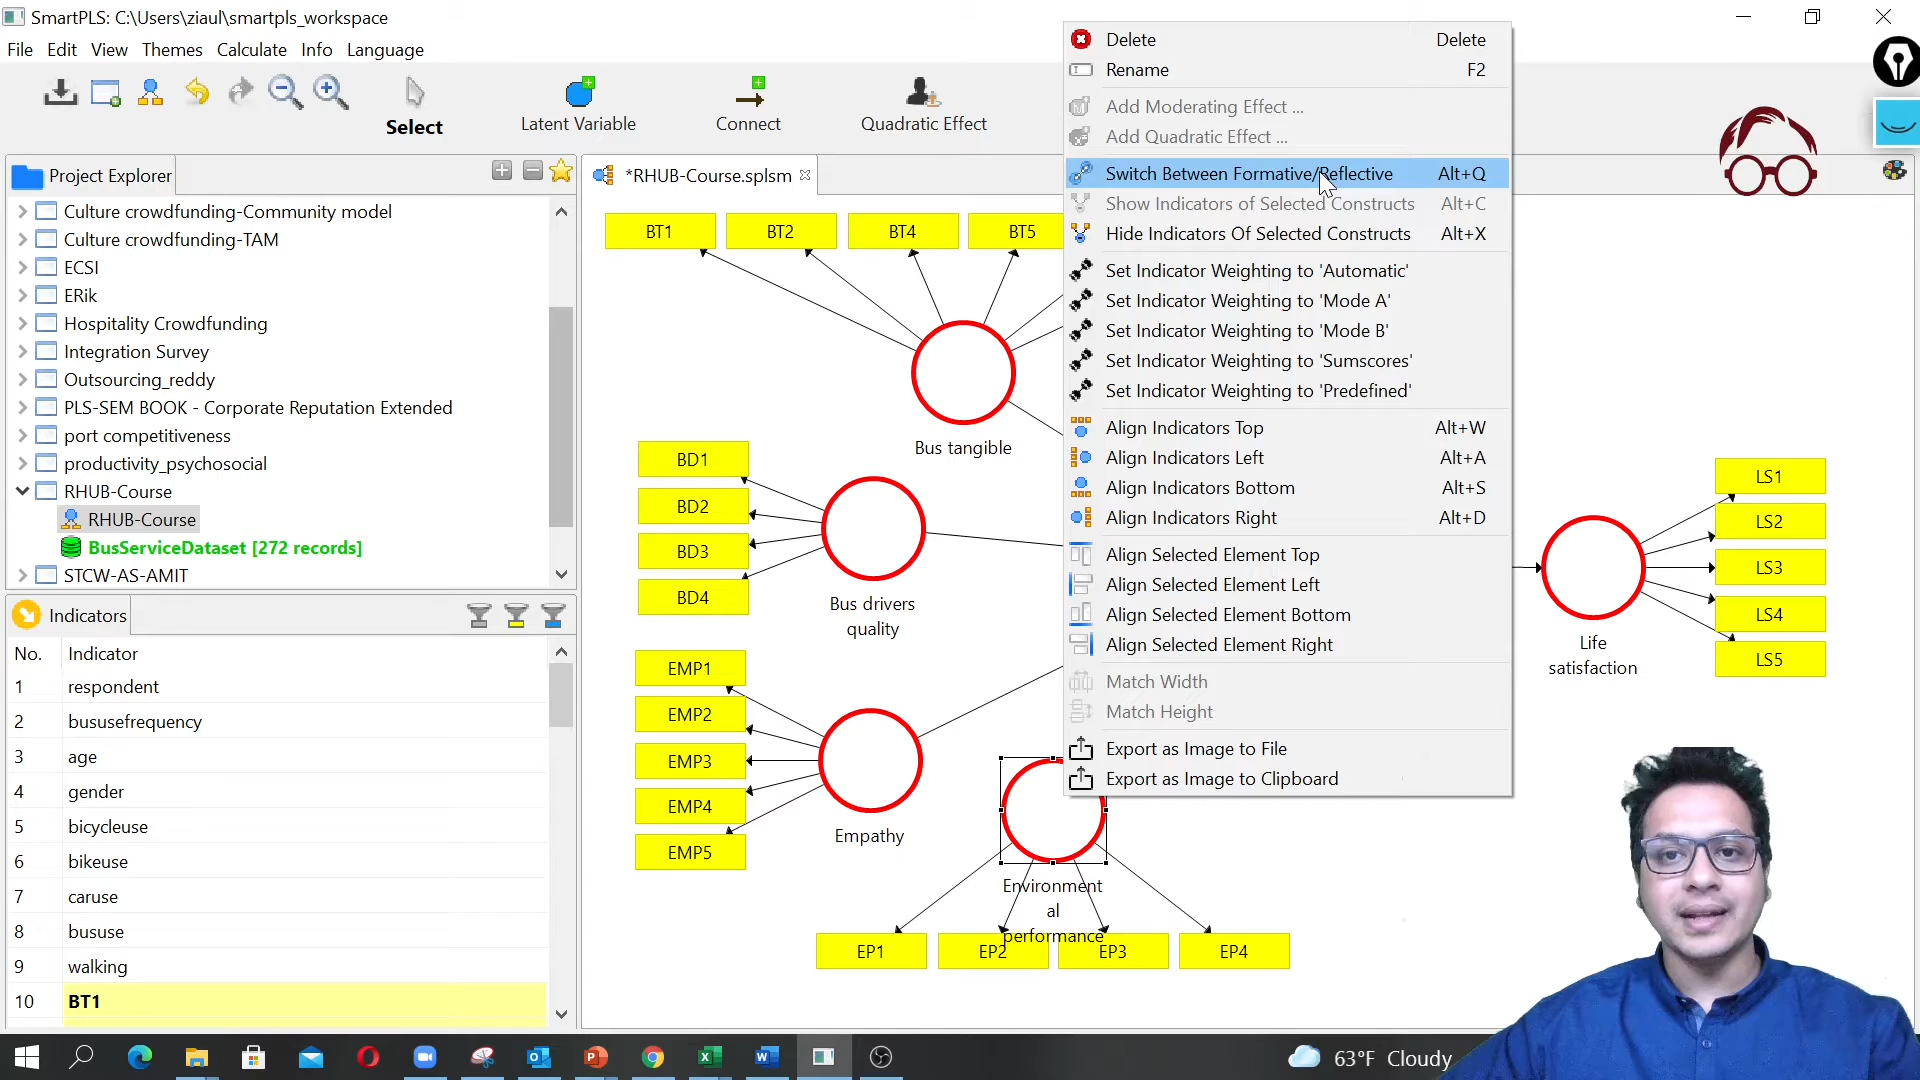 SmartPLS: C:\Users\ziaul\smartpls_workspace
File Edit View Themes Calculate Info Language
Select
Latent Variable
Connect
Quadratic Effect
Project Explorer
Culture crowdfunding-Community model
Culture crowdfunding-TAM
ECSI
ERik
Hospitality Crowdfunding
Integration Survey
Outsourcing_reddy
PLS-SEM BOOK - Corporate Reputation Extended
port competitiveness
productivity_psychosocial
RHUB-Course
RHUB-Course
BusServiceDataset [272 records]
STCW-AS-AMIT
Indicators
No. Indicator
1 respondent
2 bususefrequency
3 age
4 gender
5 bicycleuse
6 bikeuse
7 caruse
8 bususe
9 walking
10 BT1
*RHUB-Course.splsm
BT1 BT2 BT4 BT5
Bus tangible
BD1
BD2
BD3
BD4
Bus drivers
quality
EMP1
EMP2
EMP3
EMP4
EMP5
Empathy
Environment
al
performance
EP1 EP2 EP3 EP4
Life
satisfaction
LS1
LS2
LS3
LS4
LS5
Delete Delete
Rename F2
Add Moderating Effect ...
Add Quadratic Effect ...
Switch Between Formative/Reflective Alt+Q
Show Indicators of Selected Constructs Alt+C
Hide Indicators Of Selected Constructs Alt+X
Set Indicator Weighting to 'Automatic'
Set Indicator Weighting to 'Mode A'
Set Indicator Weighting to 'Mode B'
Set Indicator Weighting to 'Sumscores'
Set Indicator Weighting to 'Predefined'
Align Indicators Top Alt+W
Align Indicators Left Alt+A
Align Indicators Bottom Alt+S
Align Indicators Right Alt+D
Align Selected Element Top
Align Selected Element Left
Align Selected Element Bottom
Align Selected Element Right
Match Width
Match Height
Export as Image to File
Export as Image to Clipboard
63°F Cloudy